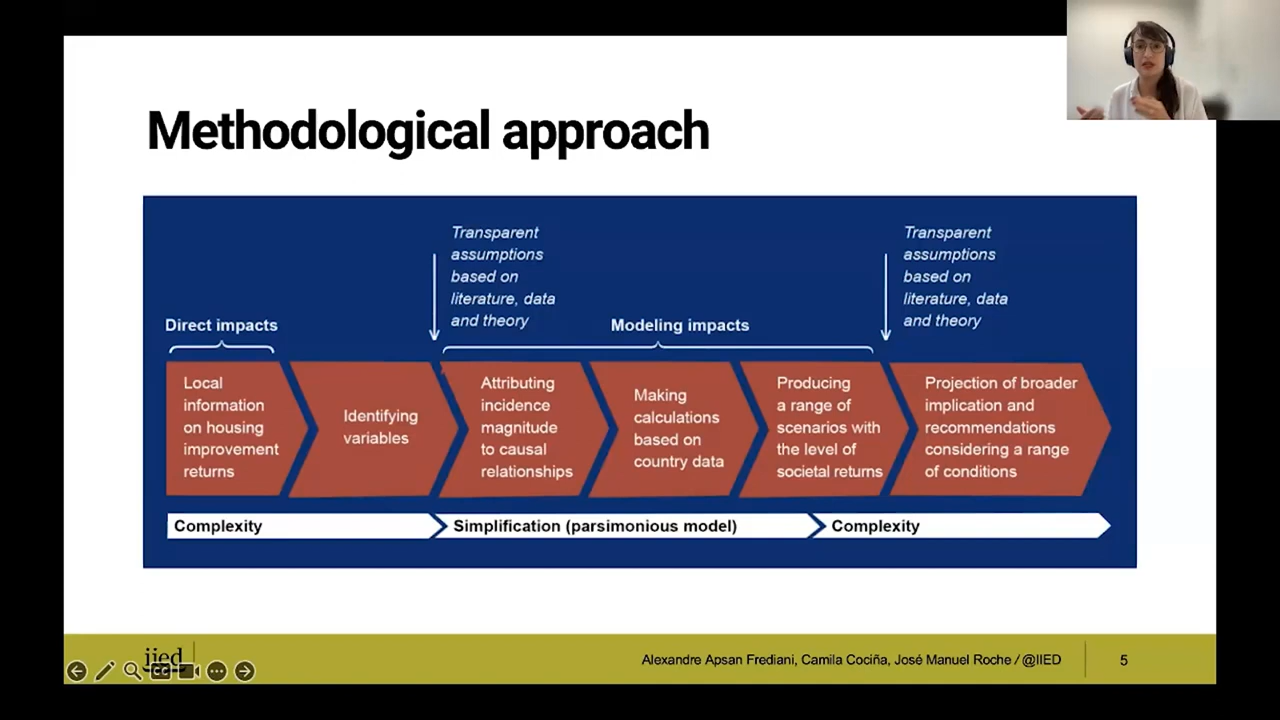 Methodological approach
Transparent
assumptions
based on
literature, data
and theory
Transparent
assumptions
based on
literature, data
and theory
Direct impacts
Modeling impacts
Local
information
on housing
improvement
returns
Identifying
variables
Attributing
incidence
magnitude
to causal
relationships
Making
calculations
based on
country data
Producing
a range of
scenarios with
the level of
societal returns
Projection of broader
implication and
recommendations
considering a range
of conditions
Complexity
Simplification (parsimonious model)
Complexity
iied
CC
Alexandre Apsan Frediani, Camila Cociña, José Manuel Roche / @IIED
5